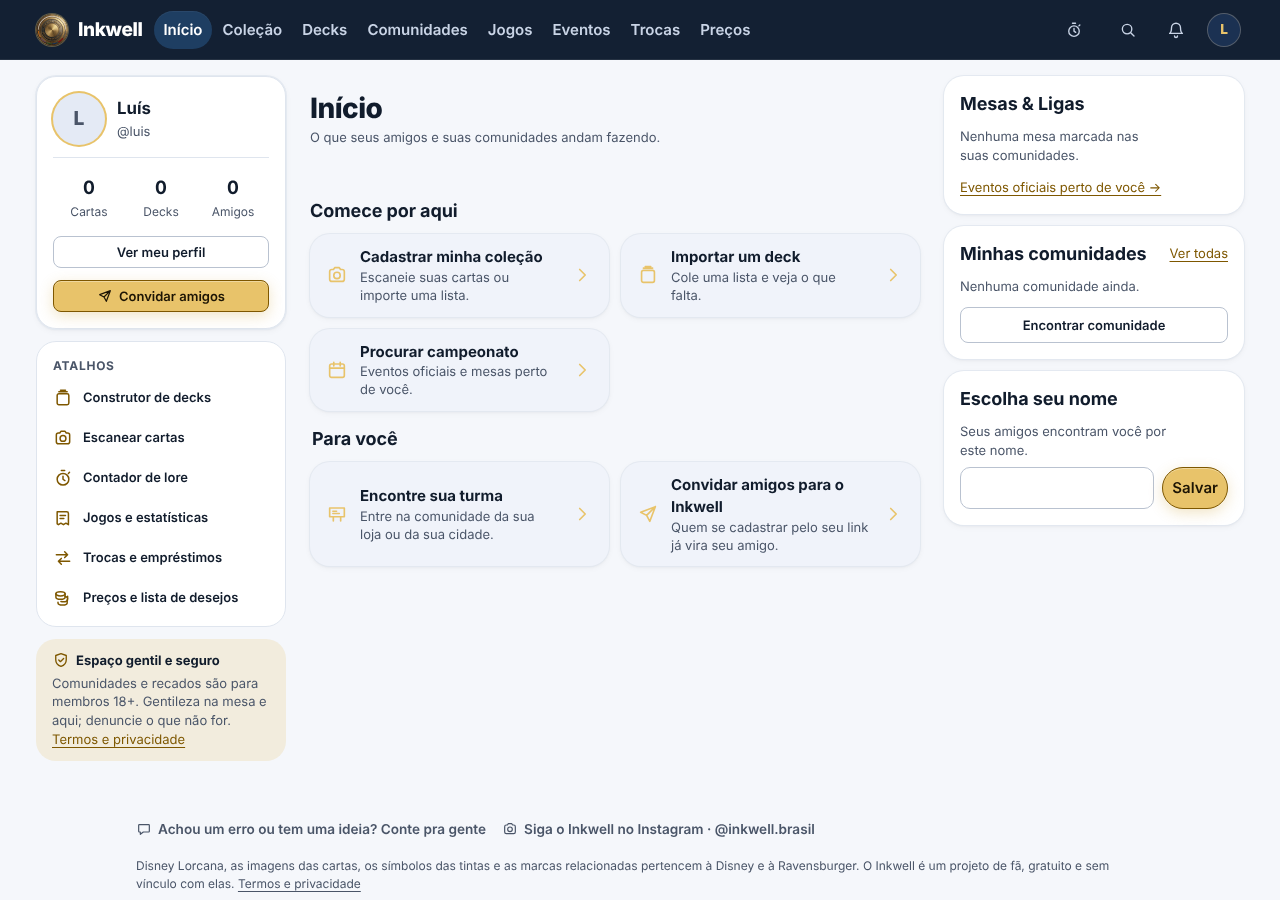 Inkwell
Início
Coleção
Decks
Comunidades
Jogos
Eventos
Trocas
Preços
L
L
Luís
@luis
0
0
0
Cartas
Decks
Amigos
Ver meu perfil
Convidar amigos
ATALHOS
Construtor de decks
Escanear cartas
Contador de lore
Jogos e estatísticas
Trocas e empréstimos
Preços e lista de desejos
Espaço gentil e seguro
Comunidades e recados são para
membros 18+. Gentileza na mesa e
aqui; denuncie o que não for.
Termos e privacidade
Início
O que seus amigos e suas comunidades andam fazendo.
Comece por aqui
Cadastrar minha coleção
Escaneie suas cartas ou
importe uma lista.
Importar um deck
Cole uma lista e veja o que
falta.
Procurar campeonato
Eventos oficiais e mesas perto
de você.
Para você
Encontre sua turma
Entre na comunidade da sua
loja ou da sua cidade.
Convidar amigos para o
Inkwell
Quem se cadastrar pelo seu link
já vira seu amigo.
Mesas & Ligas
Nenhuma mesa marcada nas
suas comunidades.
Eventos oficiais perto de você →
Minhas comunidades
Ver todas
Nenhuma comunidade ainda.
Encontrar comunidade
Escolha seu nome
Seus amigos encontram você por
este nome.
Salvar
Achou um erro ou tem uma ideia? Conte pra gente
Siga o Inkwell no Instagram · @inkwell.brasil
Disney Lorcana, as imagens das cartas, os símbolos das tintas e as marcas relacionadas pertencem à Disney e à Ravensburger. O Inkwell é um projeto de fã, gratuito e sem
vínculo com elas. Termos e privacidade